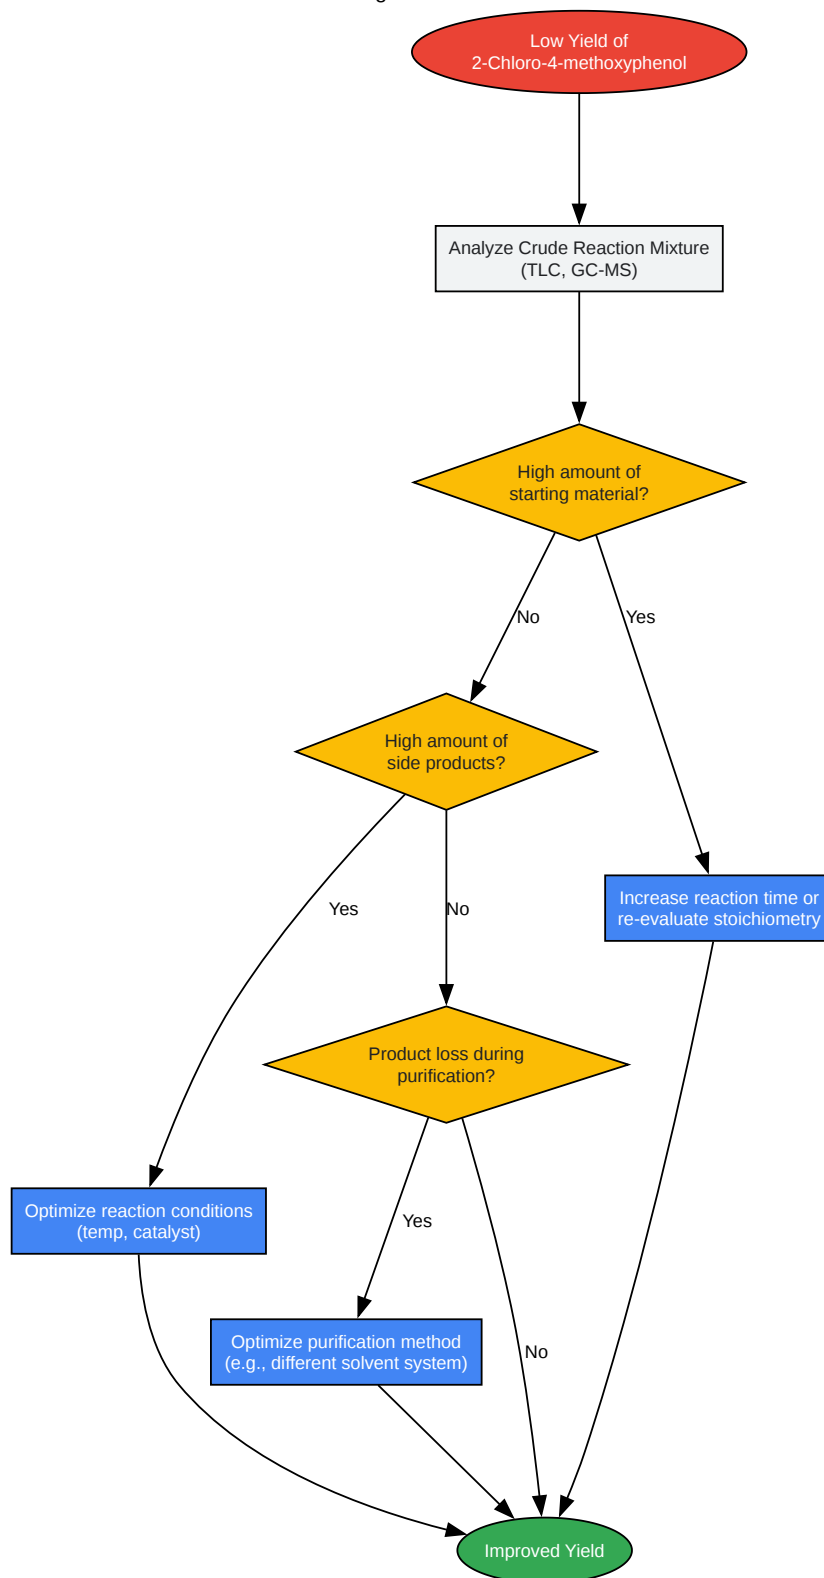 Low Yield of
2-Chloro-4-methoxyphenol
Analyze Crude Reaction Mixture
(TLC, GC-MS)
High amount of
starting material?
No
Yes
High amount of
side products?
Increase reaction time or
re-evaluate stoichiometry
Yes
No
Product loss during
purification?
Optimize reaction conditions
(temp, catalyst)
Yes
Optimize purification method
(e.g., different solvent system)
No
Improved Yield